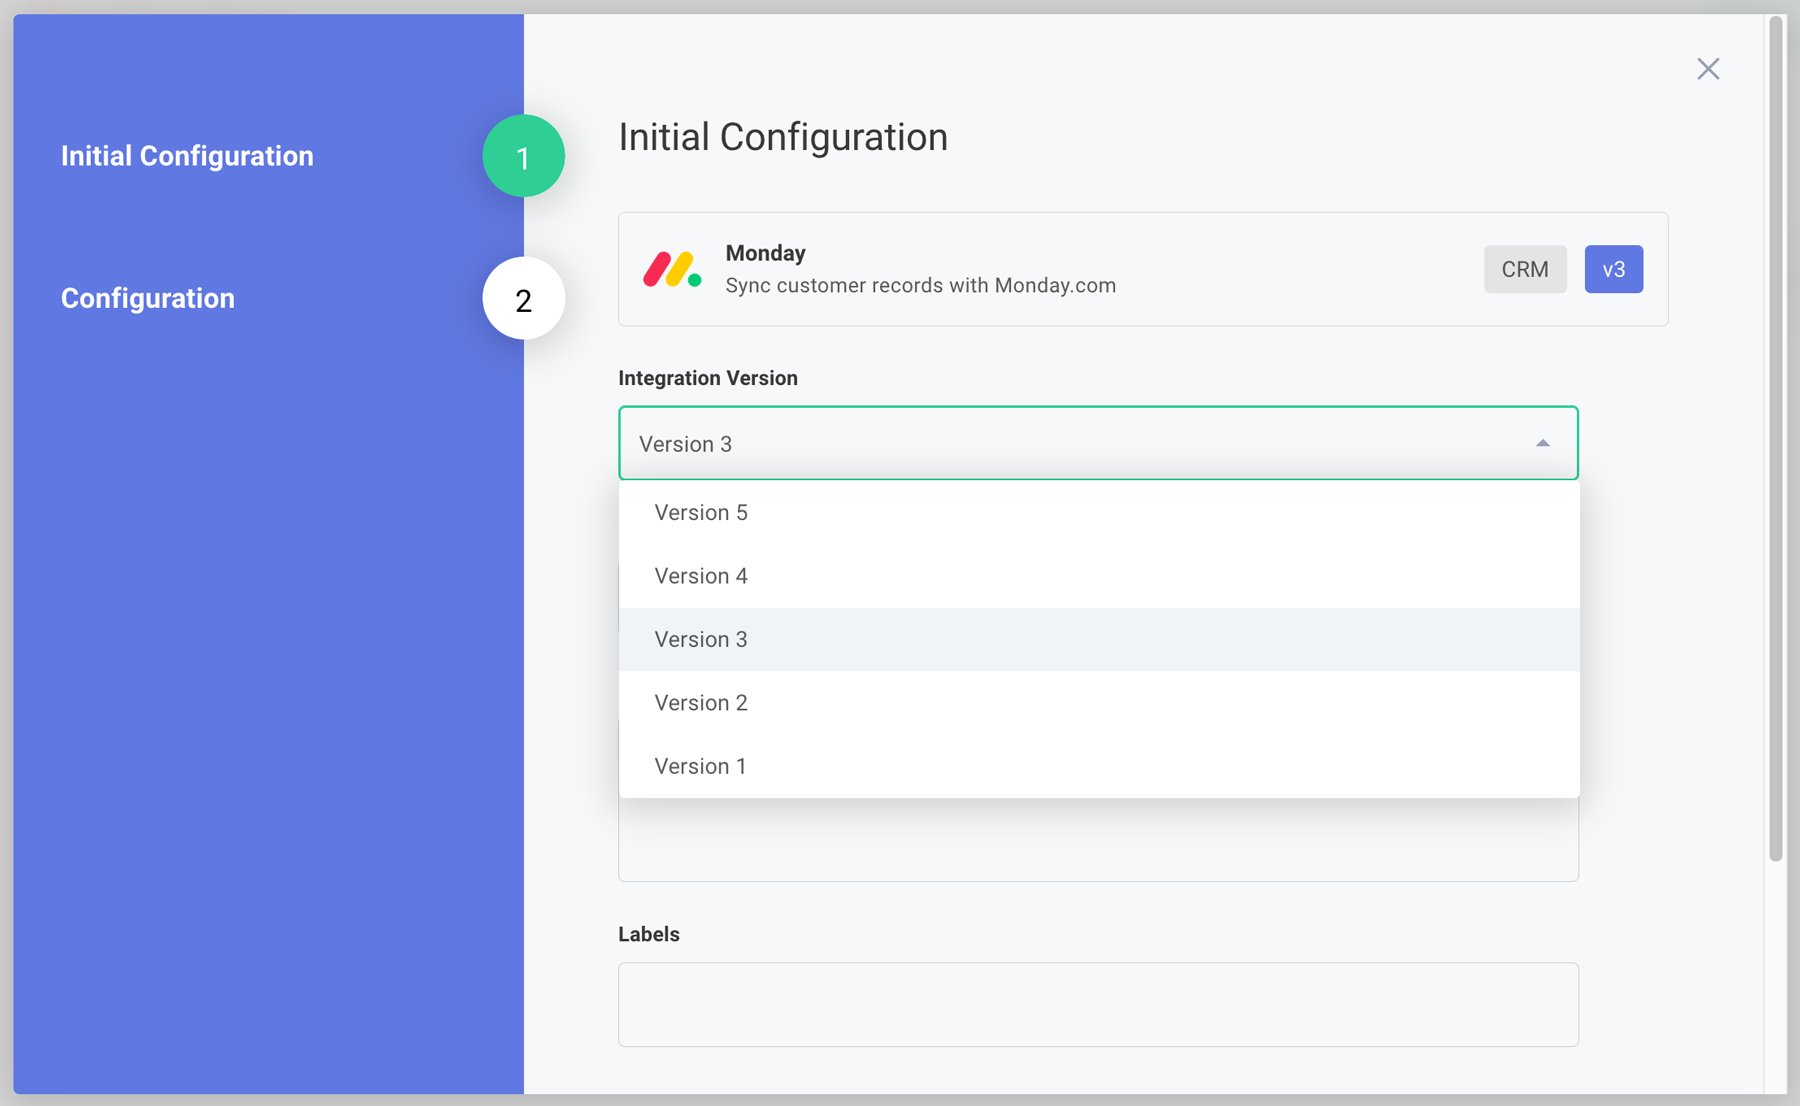 Initial Configuration
1
Configuration
2
Initial Configuration
Monday
Sync customer records with Monday.com
CRM
v3
Integration Version
Version 3
Version 5
Version 4
Version 3
Version 2
Version 1
Labels